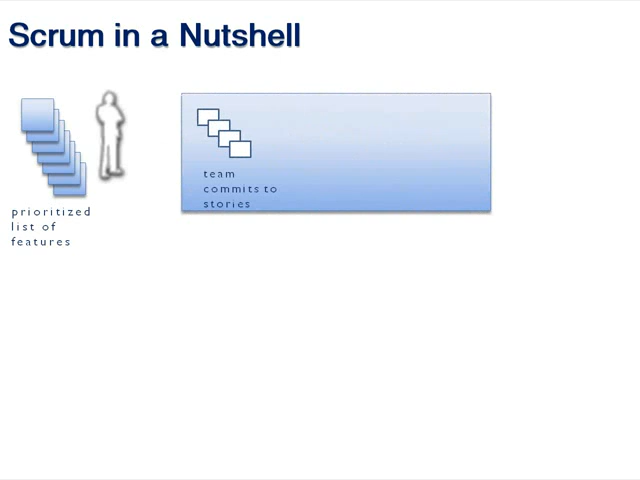 Scrum in a Nutshell
team
commits to
stories
prioritized
list of
features